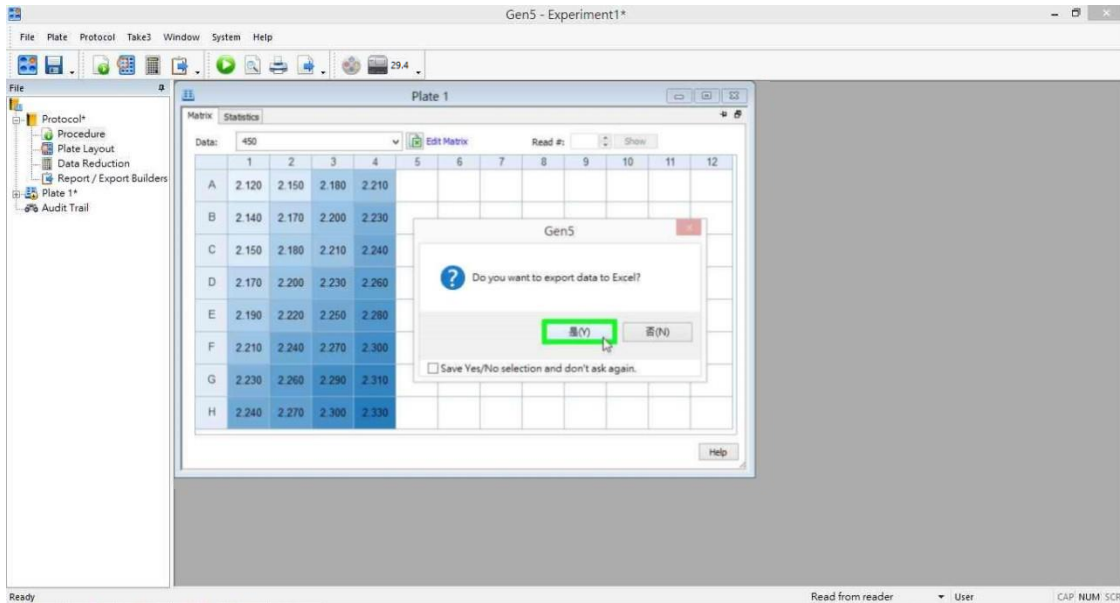 Gen5 - Experiment1*
File Plate Protocol Take3 Window System Help
29.4
File
Protocol*
Procedure
Plate Layout
Data Reduction
Report / Export Builders
Plate 1*
Audit Trail
Plate 1
Matrix Statistics
Data: 450 Edit Matrix Read #: Show
1 2 3 4 5 6 7 8 9 10 11 12
A 2.120 2.150 2.180 2.210
B 2.140 2.170 2.200 2.230
C 2.150 2.180 2.210 2.240
D 2.170 2.200 2.230 2.260
E 2.190 2.220 2.250 2.280
F 2.210 2.240 2.270 2.300
G 2.230 2.260 2.290 2.310
H 2.240 2.270 2.300 2.330
Help
Gen5
Do you want to export data to Excel?
是(Y) 否(N)
Save Yes/No selection and don't ask again.
Ready Read from reader User CAP NUM SCR